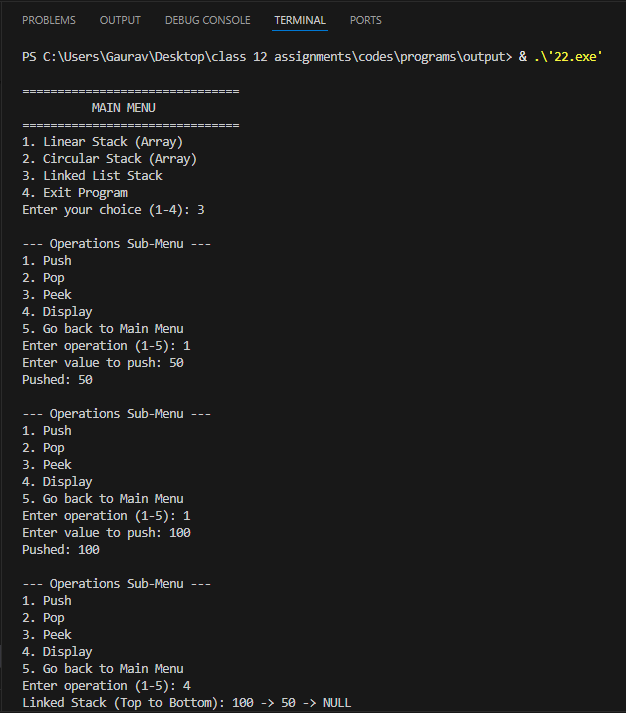 PROBLEMS OUTPUT DEBUG CONSOLE TERMINAL PORTS
PS C:\Users\Gaurav\Desktop\class 12 assignments\codes\programs\output> & .\'22.exe'
===============================
MAIN MENU
===============================
1. Linear Stack (Array)
2. Circular Stack (Array)
3. Linked List Stack
4. Exit Program
Enter your choice (1-4): 3
--- Operations Sub-Menu ---
1. Push
2. Pop
3. Peek
4. Display
5. Go back to Main Menu
Enter operation (1-5): 1
Enter value to push: 50
Pushed: 50
--- Operations Sub-Menu ---
1. Push
2. Pop
3. Peek
4. Display
5. Go back to Main Menu
Enter operation (1-5): 1
Enter value to push: 100
Pushed: 100
--- Operations Sub-Menu ---
1. Push
2. Pop
3. Peek
4. Display
5. Go back to Main Menu
Enter operation (1-5): 4
Linked Stack (Top to Bottom): 100 -> 50 -> NULL